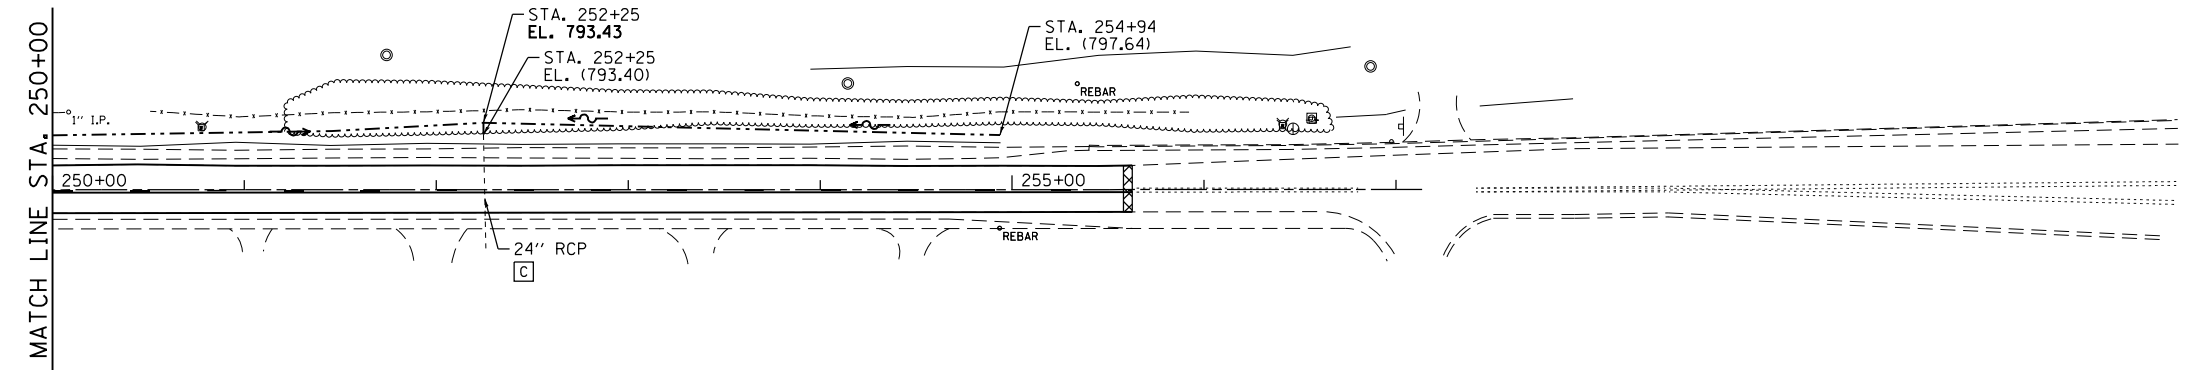 MATCH LINE STA. 250+00
STA. 252+25
EL. 793.43
STA. 252+25
EL. (793.40)
STA. 254+94
EL. (797.64)
REBAR
1" I.P.
250+00
255+00
REBAR
24" RCP
C